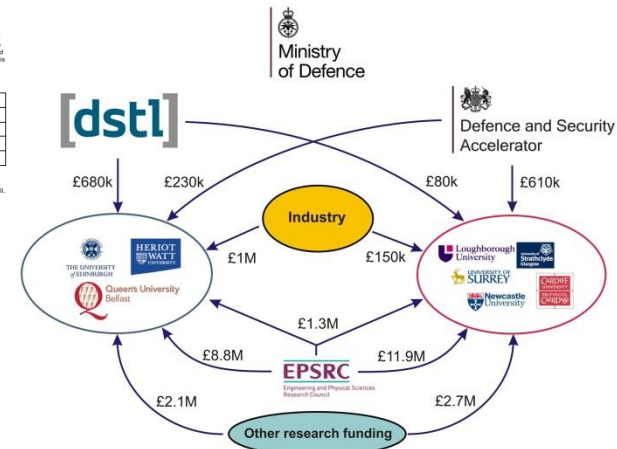 Ministry
of Defence
[dstl]
Defence and Security
Accelerator
£680k
£230k
£80k
£610k
Industry
£1M
£150k
THE UNIVERSITY
of EDINBURGH
HERIOT
WATT
UNIVERSITY
Queen's University
Belfast
Loughborough
University
University of
Strathclyde
Glasgow
UNIVERSITY OF
SURREY
CARDIFF
UNIVERSITY
PRIFYSGOL
CAERDYDD
Newcastle
University
£1.3M
£8.8M
EPSRC
Engineering and Physical Sciences
Research Council
£11.9M
£2.1M
£2.7M
Other research funding